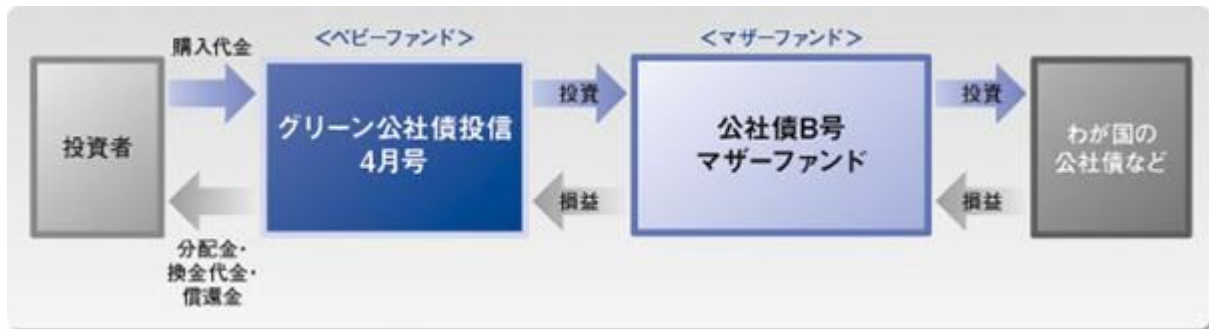 購入代金
<ベビーファンド>
<マザーファンド>
投資者
グリーン公社債投信
4月号
投資
公社債B号
マザーファンド
投資
わが国の
公社債など
損益
損益
分配金・
換金代金・
償還金